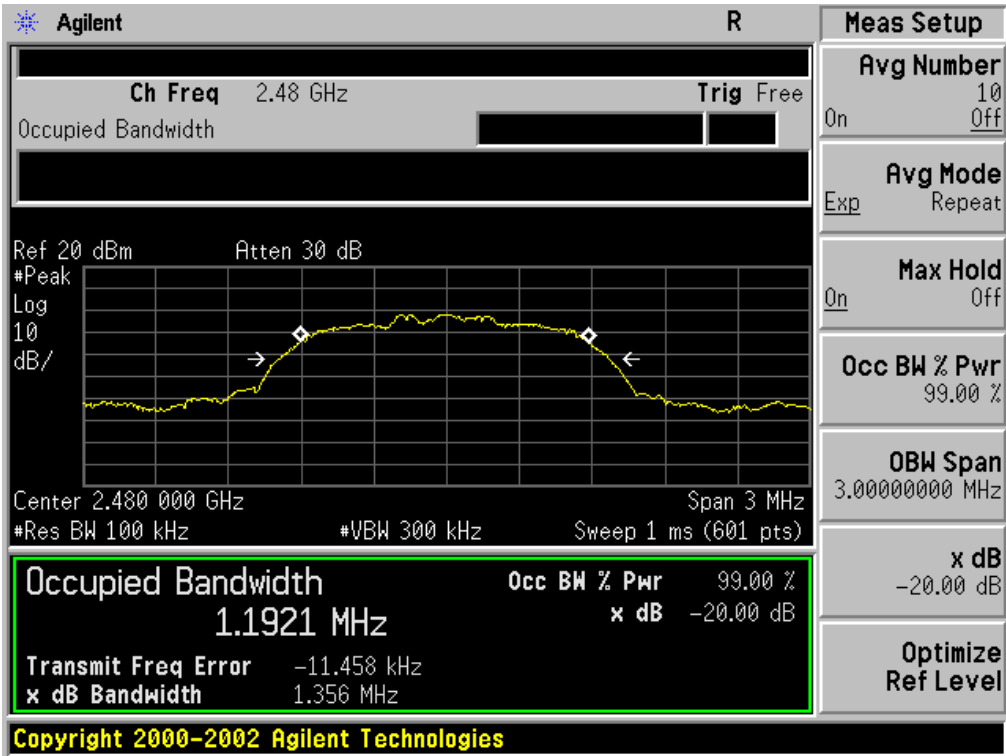 Agilent R
Ch Freq 2.48 GHz Trig Free
Occupied Bandwidth
Ref 20 dBm Atten 30 dB
#Peak
Log
10
dB/
Center 2.480 000 GHz Span 3 MHz
#Res BW 100 kHz #VBW 300 kHz Sweep 1 ms (601 pts)
Occupied Bandwidth Occ BW % Pwr 99.00 %
1.1921 MHz x dB -20.00 dB
Transmit Freq Error -11.458 kHz
x dB Bandwidth 1.356 MHz
Copyright 2000-2002 Agilent Technologies
Meas Setup
Avg Number
10
On Off
Avg Mode
Exp Repeat
Max Hold
On Off
Occ BW % Pwr
99.00 %
OBW Span
3.00000000 MHz
x dB
-20.00 dB
Optimize
Ref Level